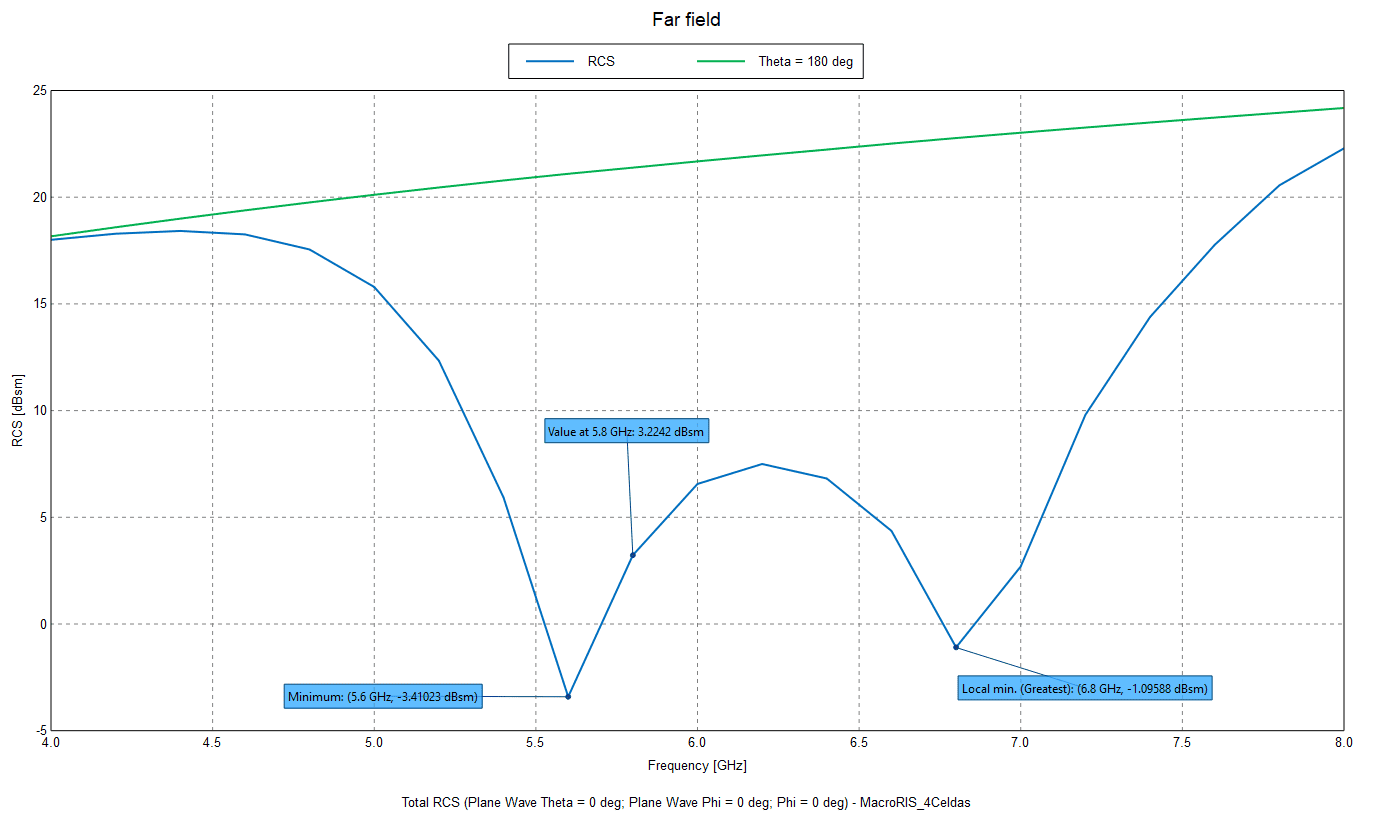 Far field
RCS Theta = 180 deg
25
20
15
10
5
0
-5
RCS [dBsm]
Value at 5.8 GHz: 3.2242 dBsm
Minimum: (5.6 GHz, -3.41023 dBsm)
Local min. (Greatest): (6.8 GHz, -1.09588 dBsm)
4.0 4.5 5.0 5.5 6.0 6.5 7.0 7.5 8.0
Frequency [GHz]
Total RCS (Plane Wave Theta = 0 deg; Plane Wave Phi = 0 deg; Phi = 0 deg) - MacroRIS_4Celdas